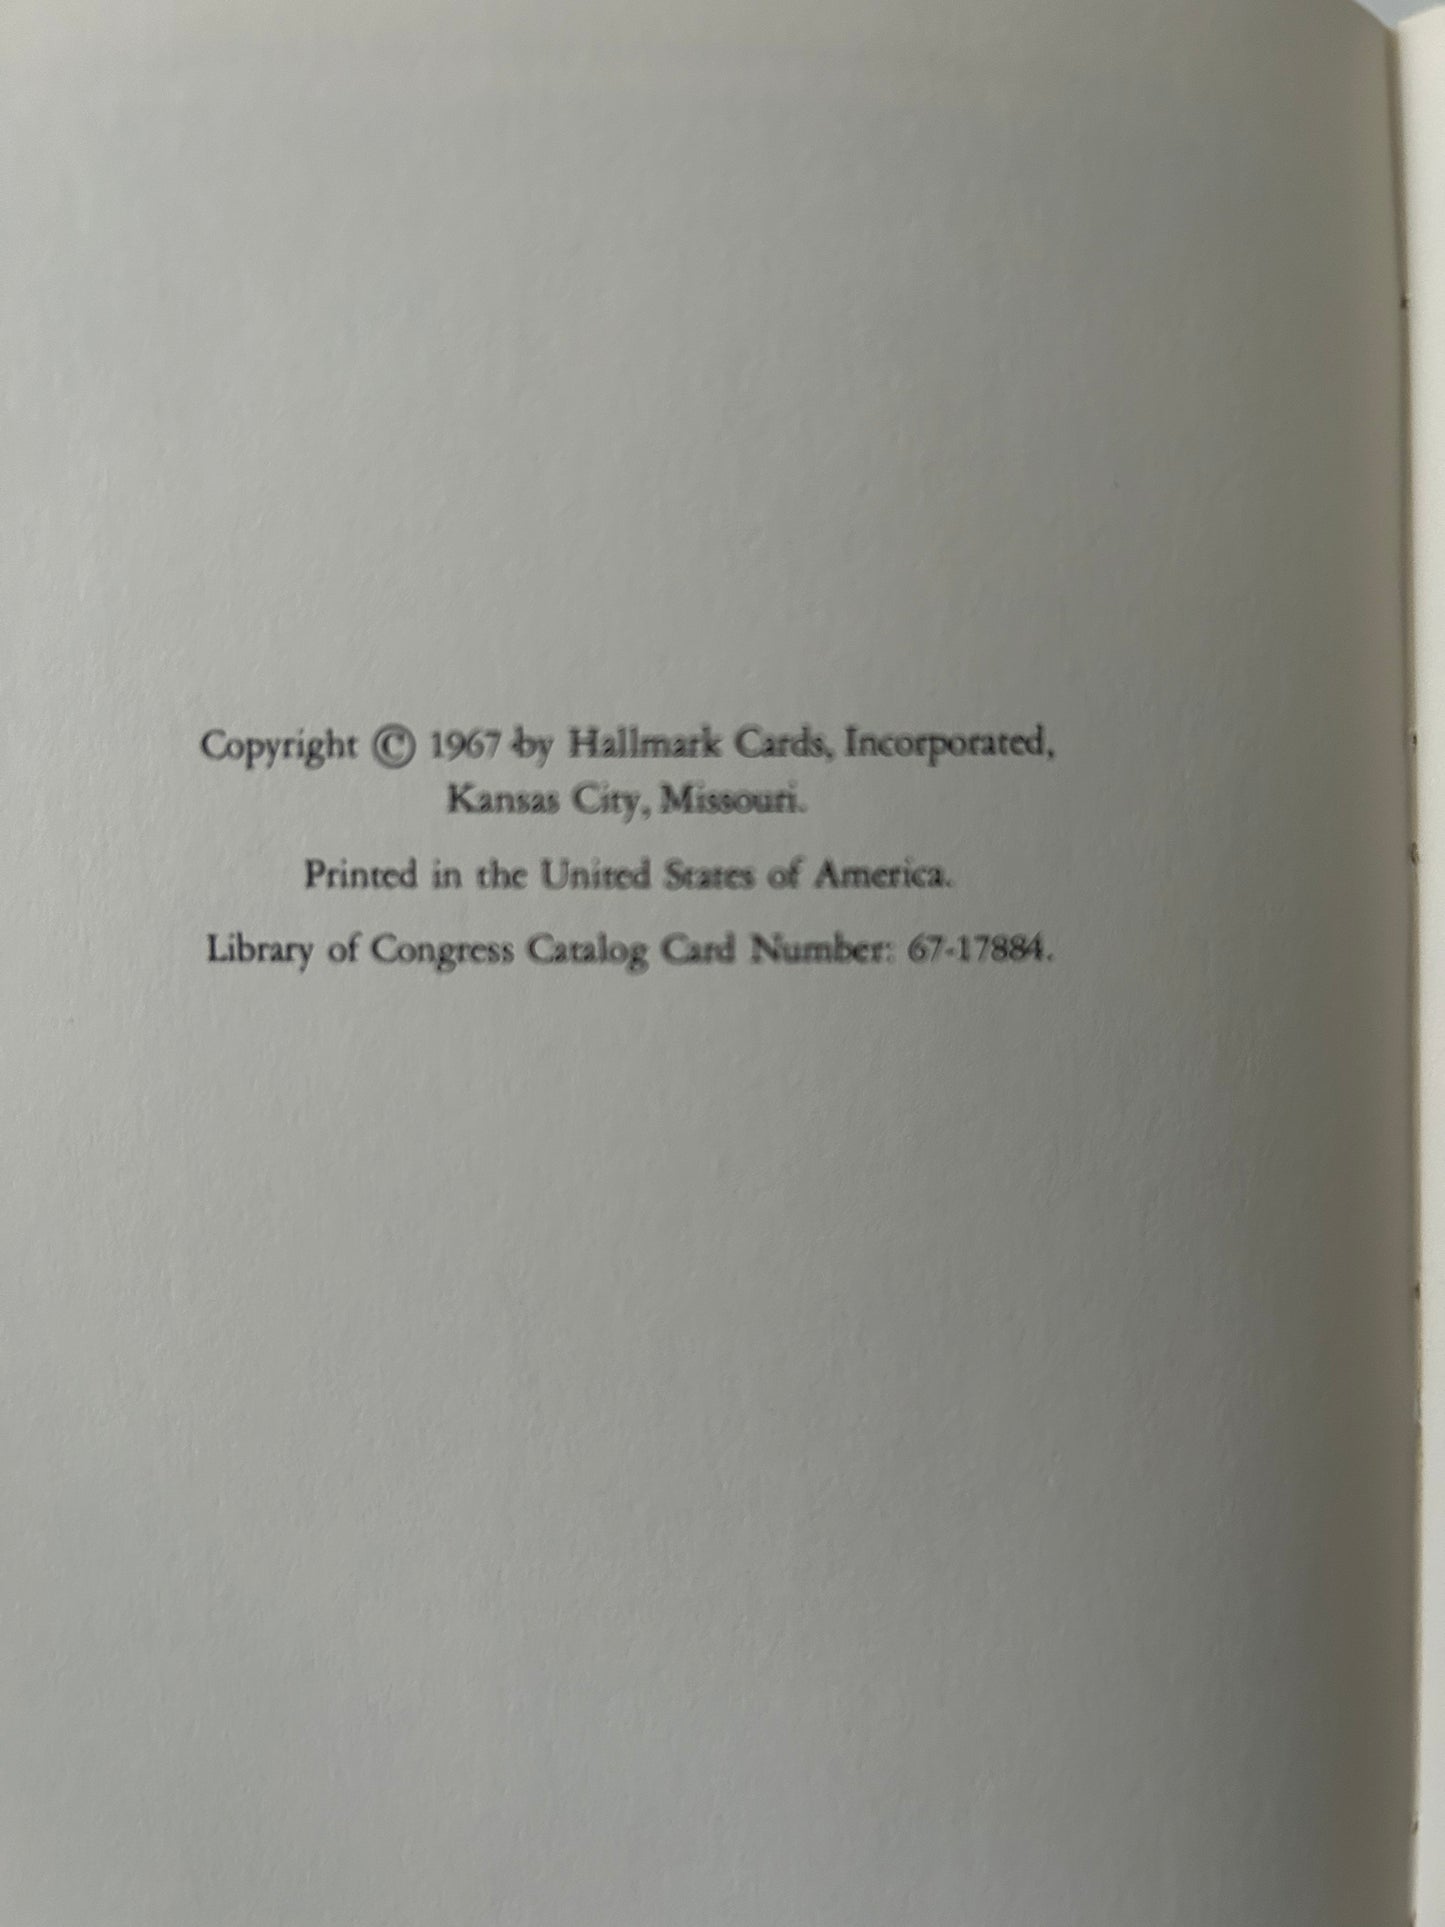 Copyright © 1967 by Hallmark Cards, Incorporated,
Kansas City, Missouri.
Printed in the United States of America.
Library of Congress Catalog Card Number: 67-17884.